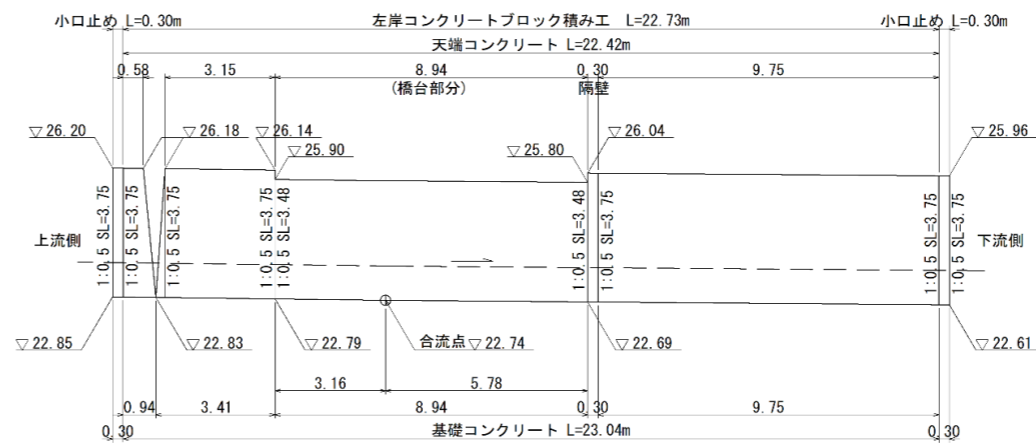 小口止め L=0.30m
左岸コンクリートブロック積み工 L=22.73m
小口止め L=0.30m
天端コンクリート L=22.42m
0.58
3.15
8.94
0.30
9.75
(橋台部分)
隔壁
▽26.20
▽26.18
▽26.14
▽26.04
▽25.96
▽25.90
▽25.80
上流側
1:0.5 SL=3.75
1:0.5 SL=3.75
1:0.5 SL=3.75
1:0.5 SL=3.75
1:0.5 SL=3.48
1:0.5 SL=3.48
1:0.5 SL=3.75
1:0.5 SL=3.75
1:0.5 SL=3.75
下流側
▽22.85
▽22.83
▽22.79
合流点▽22.74
▽22.69
▽22.61
3.16
5.78
0.94
3.41
8.94
0.30
9.75
0.30
基礎コンクリート L=23.04m
0.30